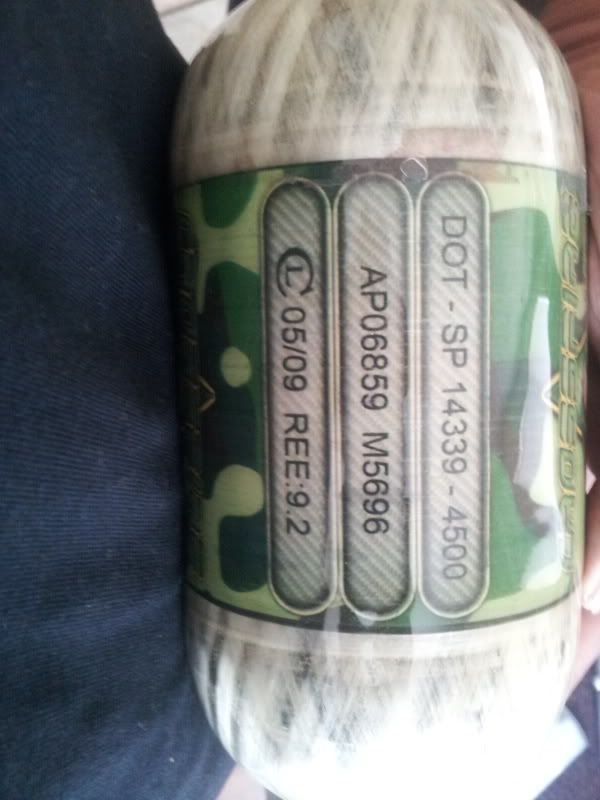 DOT - SP 14339 - 4500
AP06859 M5696
05/09 REE:9.2